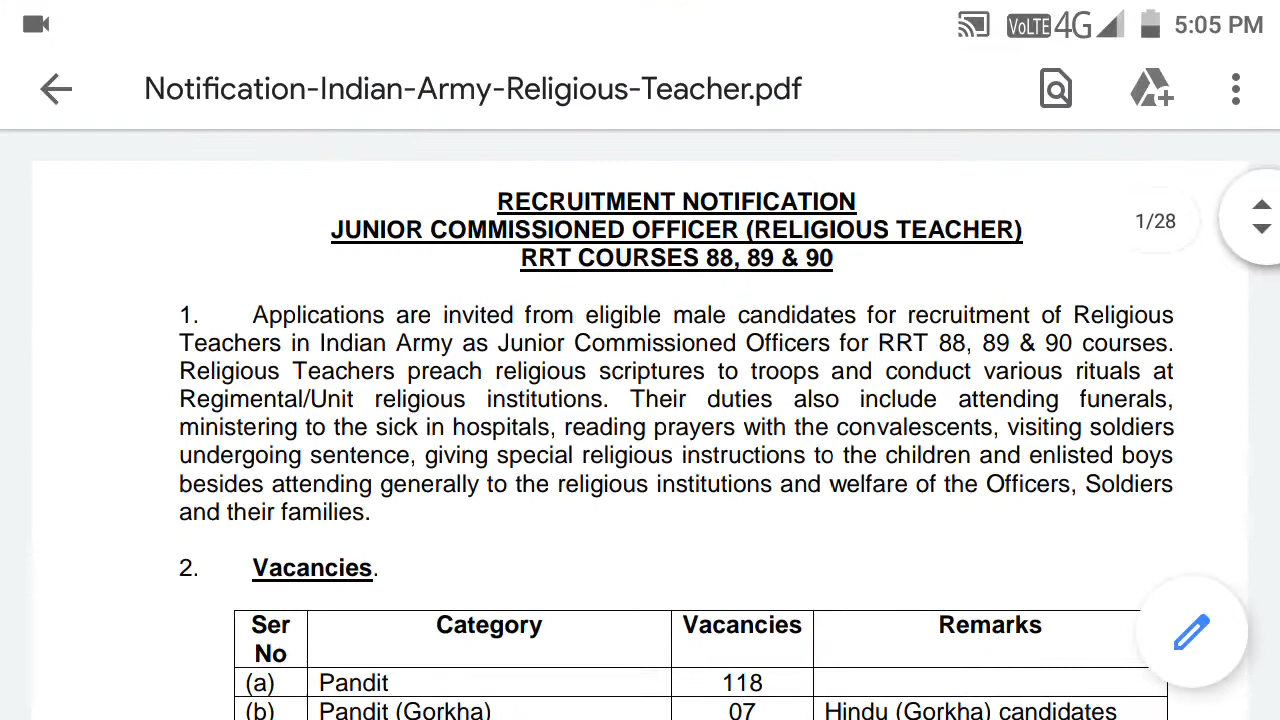 VoLTE 4G 5:05 PM
Notification-Indian-Army-Religious-Teacher.pdf
RECRUITMENT NOTIFICATION
JUNIOR COMMISSIONED OFFICER (RELIGIOUS TEACHER)
1/28
RRT COURSES 88, 89 & 90
1. Applications are invited from eligible male candidates for recruitment of Religious
Teachers in Indian Army as Junior Commissioned Officers for RRT 88, 89 & 90 courses.
Religious Teachers preach religious scriptures to troops and conduct various rituals at
Regimental/Unit religious institutions. Their duties also include attending funerals,
ministering to the sick in hospitals, reading prayers with the convalescents, visiting soldiers
undergoing sentence, giving special religious instructions to the children and enlisted boys
besides attending generally to the religious institutions and welfare of the Officers, Soldiers
and their families.
2. Vacancies.
Ser No Category Vacancies Remarks
(a) Pandit 118
(b) Pandit (Gorkha) 07 Hindu (Gorkha) candidates